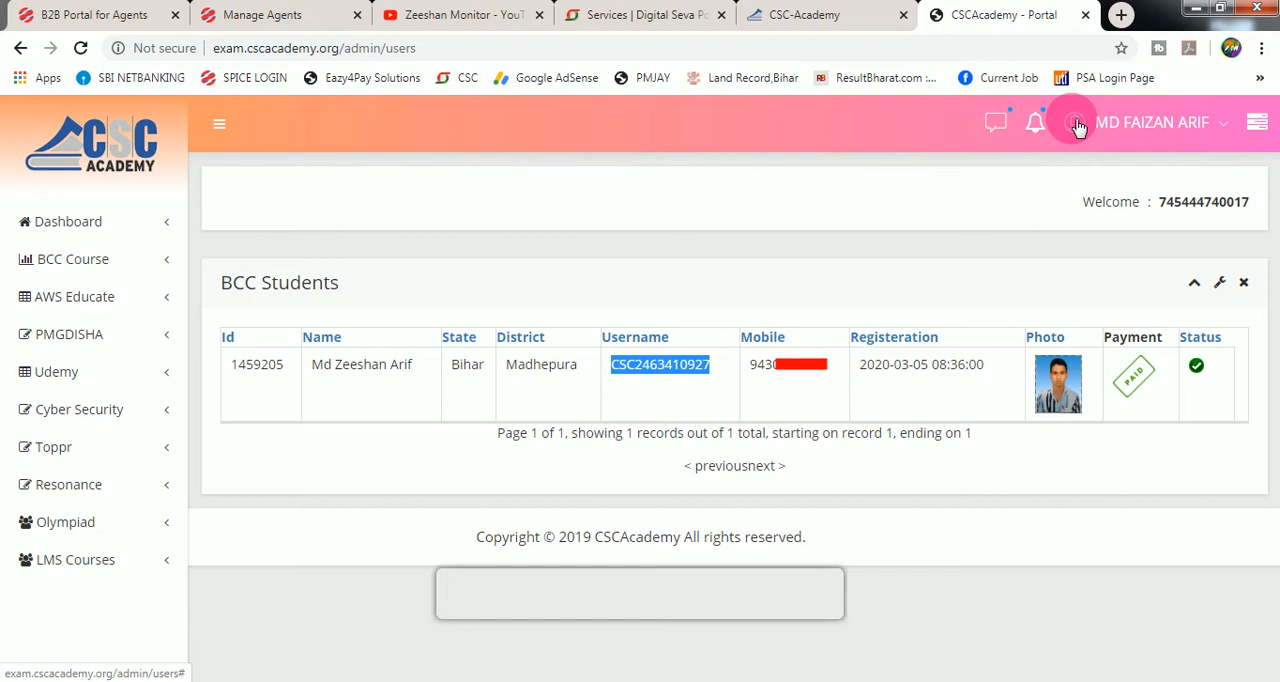 B2B Portal for Agents
Manage Agents
Zeeshan Monitor - YouT
Services | Digital Seva Po
CSC-Academy
CSCAcademy - Portal
Not secure | exam.cscacademy.org/admin/users
Apps
SBI NETBANKING
SPICE LOGIN
Eazy4Pay Solutions
CSC
Google AdSense
PMJAY
Land Record,Bihar
ResultBharat.com :...
Current Job
PSA Login Page
»
CSC
ACADEMY
MD FAIZAN ARIF
Welcome : 745444740017
Dashboard
BCC Course
AWS Educate
PMGDISHA
Udemy
Cyber Security
Toppr
Resonance
Olympiad
LMS Courses
BCC Students
Id Name State District Username Mobile Registeration Photo Payment Status
1459205 Md Zeeshan Arif Bihar Madhepura CSC2463410927 943 2020-03-05 08:36:00 PAID
Page 1 of 1, showing 1 records out of 1 total, starting on record 1, ending on 1
< previousnext >
Copyright © 2019 CSCAcademy All rights reserved.
exam.cscacademy.org/admin/users#